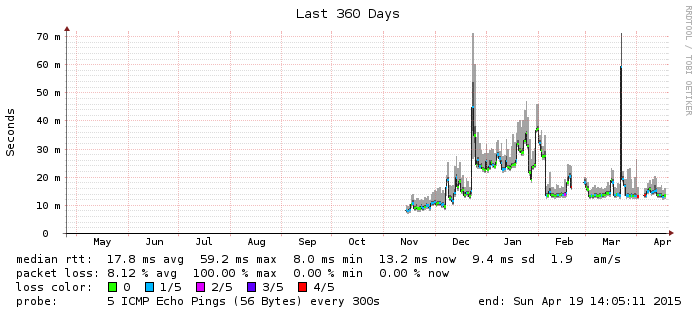 Last 360 Days
RRDTOOL / TOBI OETIKER
Seconds
70 m
60 m
50 m
40 m
30 m
20 m
10 m
0
May Jun Jul Aug Sep Oct Nov Dec Jan Feb Mar Apr
median rtt: 17.8 ms avg 59.2 ms max 8.0 ms min 13.2 ms now 9.4 ms sd 1.9 am/s
packet loss: 8.12 % avg 100.00 % max 0.00 % min 0.00 % now
loss color: 0 1/5 2/5 3/5 4/5
probe: 5 ICMP Echo Pings (56 Bytes) every 300s end: Sun Apr 19 14:05:11 2015